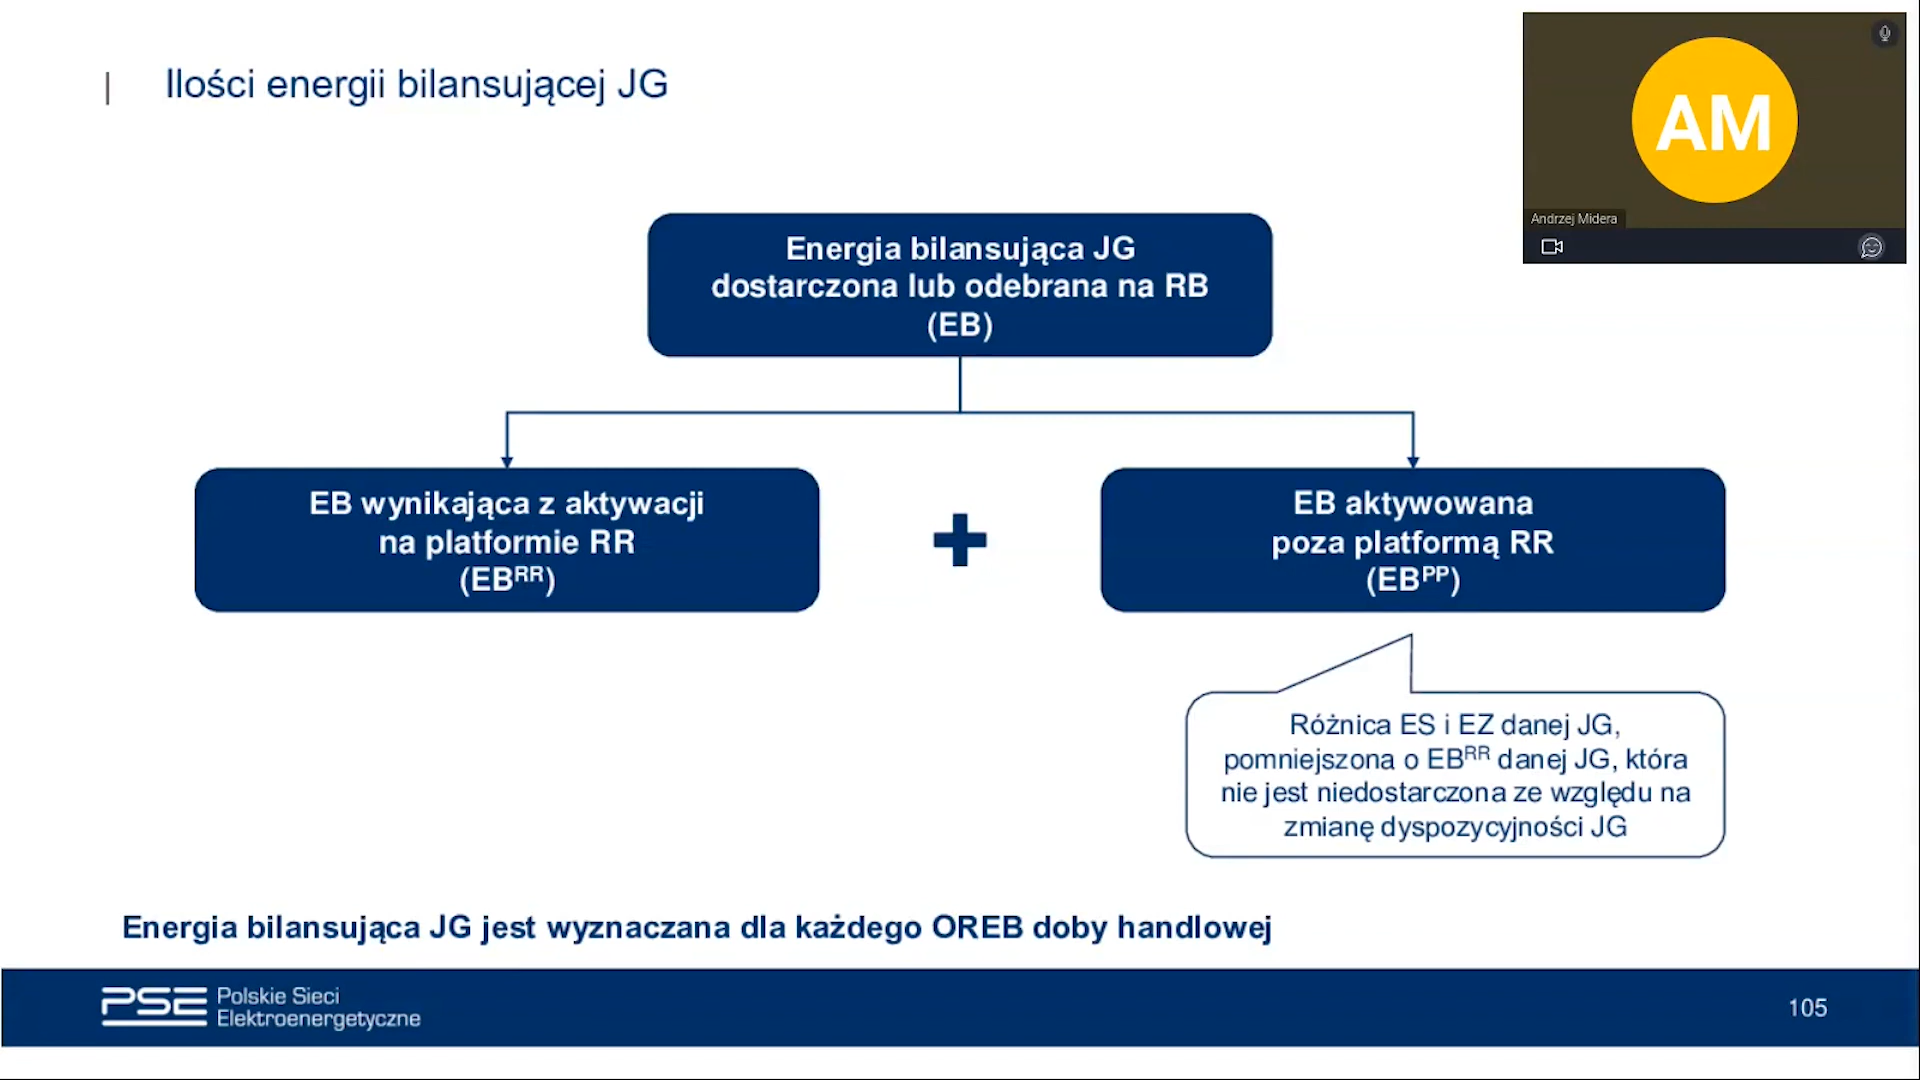 Ilości energii bilansującej JG
AM
Andrzej Midera
Energia bilansująca JG
dostarczona lub odebrana na RB
(EB)
EB wynikająca z aktywacji
na platformie RR
(EBᴿᴿ)
+
EB aktywowana
poza platformą RR
(EBᴾᴾ)
Różnica ES i EZ danej JG,
pomniejszona o EBᴿᴿ danej JG, która
nie jest niedostarczona ze względu na
zmianę dyspozycyjności JG
Energia bilansująca JG jest wyznaczana dla każdego OREB doby handlowej
PSE Polskie Sieci
Elektroenergetyczne
105